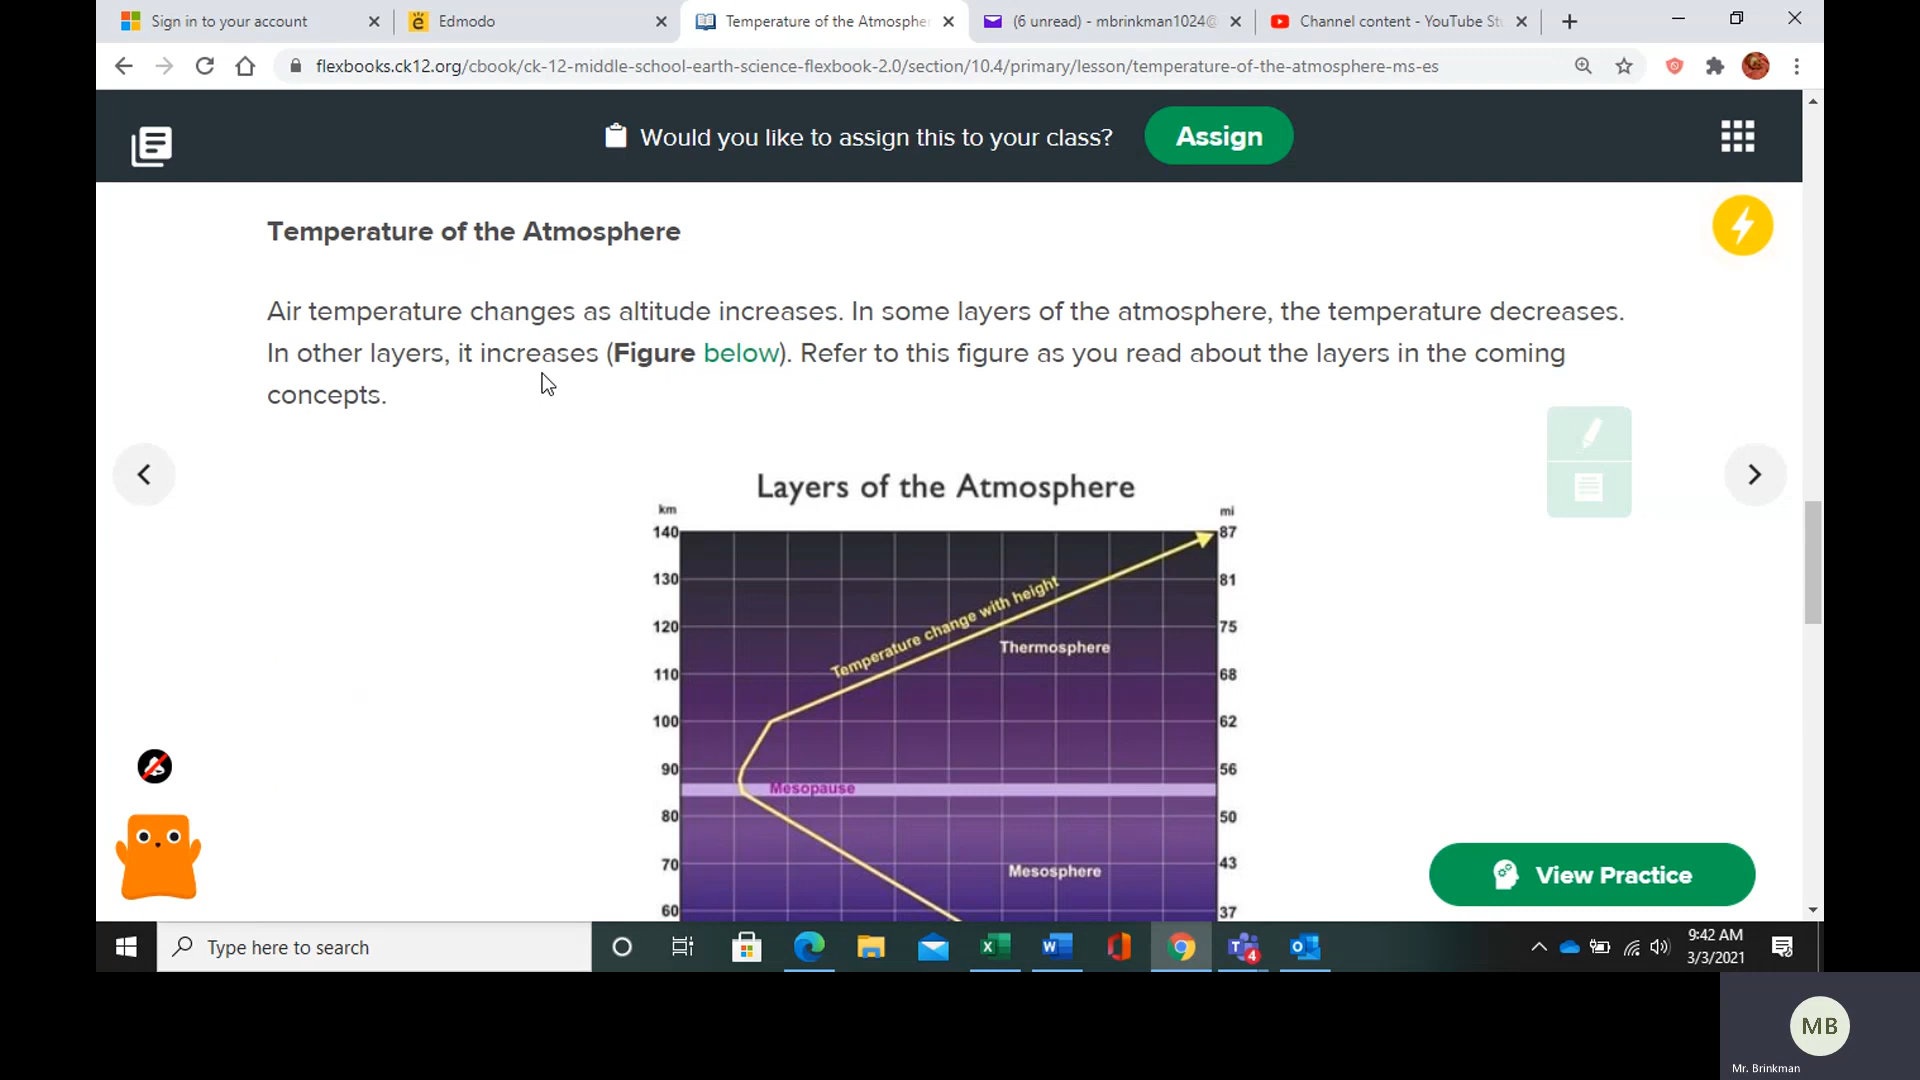 Sign in to your account
Edmodo
Temperature of the Atmosphe
(6 unread) - mbrinkman1024@
Channel content - YouTube St
flexbooks.ck12.org/cbook/ck-12-middle-school-earth-science-flexbook-2.0/section/10.4/primary/lesson/temperature-of-the-atmosphere-ms-es
Would you like to assign this to your class?
Assign
Temperature of the Atmosphere
Air temperature changes as altitude increases. In some layers of the atmosphere, the temperature decreases.
In other layers, it increases (Figure below). Refer to this figure as you read about the layers in the coming
concepts.
Layers of the Atmosphere
km
mi
140
87
130
81
Temperature change with height
120
75
Thermosphere
110
68
100
62
90
56
Mesopause
80
50
70
43
Mesosphere
60
37
View Practice
Type here to search
4
9:42 AM
3/3/2021
MB
Mr. Brinkman